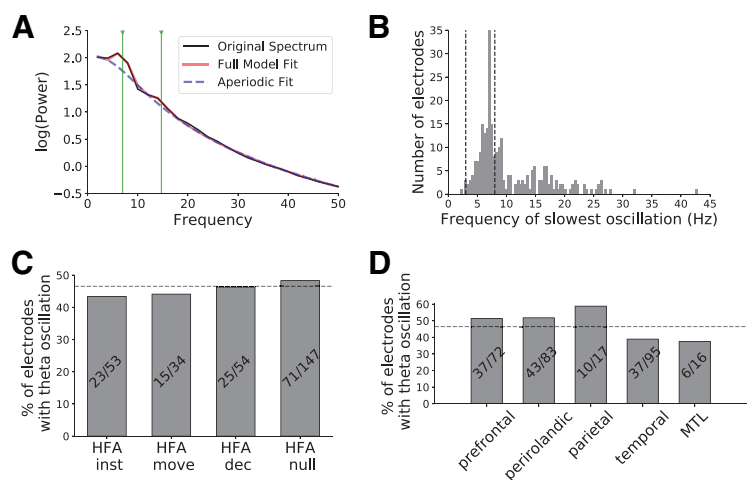 A
log(Power)
2.5
2.0
1.5
1.0
0.5
0.0
−0.5
0
10
20
30
40
50
Frequency
Original Spectrum
Full Model Fit
Aperiodic Fit
B
Number of electrodes
35
30
25
20
15
10
5
0
0
5
10
15
20
25
30
35
40
45
Frequency of slowest oscillation (Hz)
C
% of electrodes
with theta oscillation
50
40
30
20
10
0
23/53
15/34
25/54
71/147
HFA
inst
HFA
move
HFA
dec
HFA
null
D
% of electrodes
with theta oscillation
60
50
40
30
20
10
0
37/72
43/83
10/17
37/95
6/16
prefrontal
perirolandic
parietal
temporal
MTL